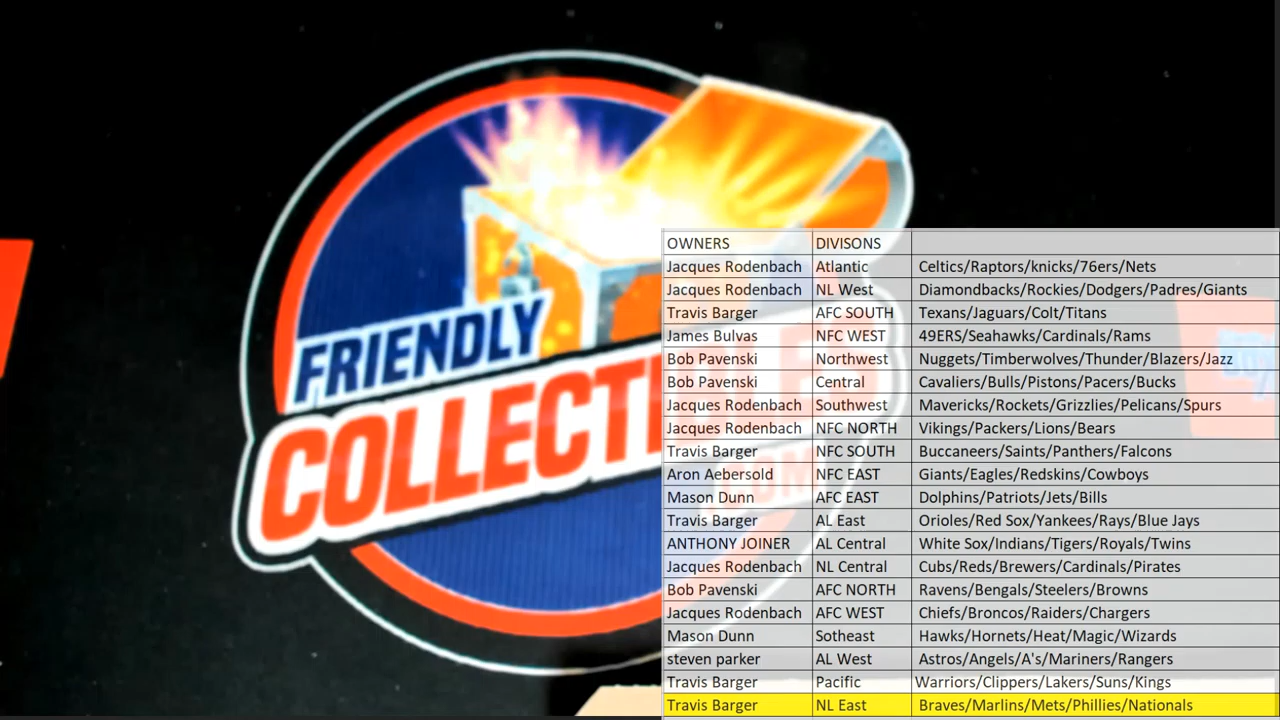 FRIENDLY
COLLECT
OWNERS DIVISONS
Jacques Rodenbach Atlantic Celtics/Raptors/knicks/76ers/Nets
Jacques Rodenbach NL West Diamondbacks/Rockies/Dodgers/Padres/Giants
Travis Barger AFC SOUTH Texans/Jaguars/Colt/Titans
James Bulvas NFC WEST 49ERS/Seahawks/Cardinals/Rams
Bob Pavenski Northwest Nuggets/Timberwolves/Thunder/Blazers/Jazz
Bob Pavenski Central Cavaliers/Bulls/Pistons/Pacers/Bucks
Jacques Rodenbach Southwest Mavericks/Rockets/Grizzlies/Pelicans/Spurs
Jacques Rodenbach NFC NORTH Vikings/Packers/Lions/Bears
Travis Barger NFC SOUTH Buccaneers/Saints/Panthers/Falcons
Aron Aebersold NFC EAST Giants/Eagles/Redskins/Cowboys
Mason Dunn AFC EAST Dolphins/Patriots/Jets/Bills
Travis Barger AL East Orioles/Red Sox/Yankees/Rays/Blue Jays
ANTHONY JOINER AL Central White Sox/Indians/Tigers/Royals/Twins
Jacques Rodenbach NL Central Cubs/Reds/Brewers/Cardinals/Pirates
Bob Pavenski AFC NORTH Ravens/Bengals/Steelers/Browns
Jacques Rodenbach AFC WEST Chiefs/Broncos/Raiders/Chargers
Mason Dunn Sotheast Hawks/Hornets/Heat/Magic/Wizards
steven parker AL West Astros/Angels/A's/Mariners/Rangers
Travis Barger Pacific Warriors/Clippers/Lakers/Suns/Kings
Travis Barger NL East Braves/Marlins/Mets/Phillies/Nationals